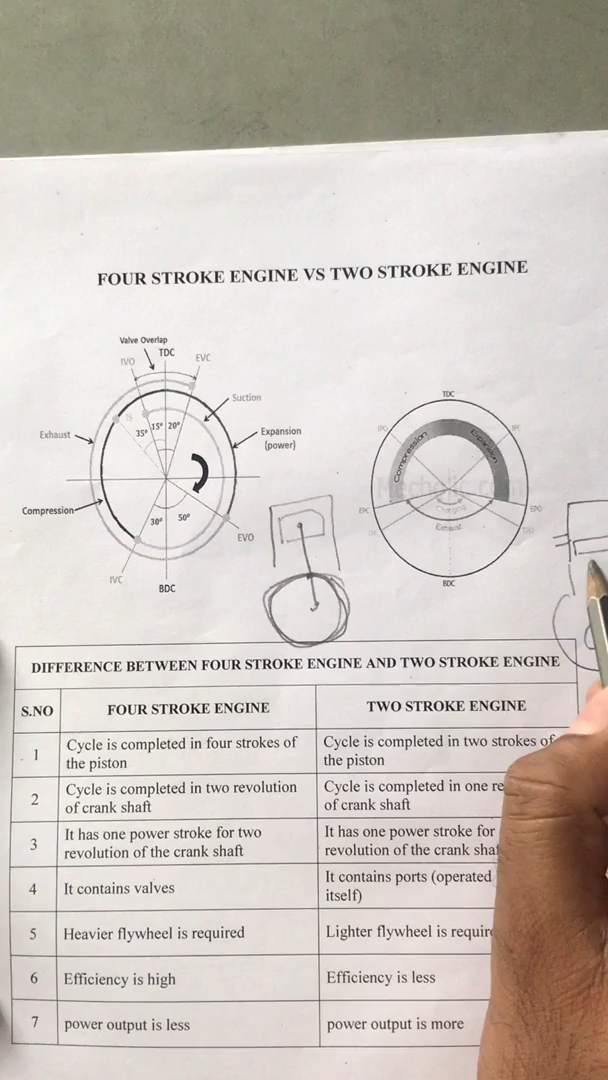 FOUR STROKE ENGINE VS TWO STROKE ENGINE
Valve Overlap
IVO
TDC
EVC
IS
Suction
35°
15°
20°
Exhaust
Expansion
(power)
Compression
30°
50°
EVO
IVC
BDC
TDC
IPO
IPC
Compression
Expansion
EPC
EPO
Charging
Exhaust
BDC
DIFFERENCE BETWEEN FOUR STROKE ENGINE AND TWO STROKE ENGINE
S.NO
FOUR STROKE ENGINE
TWO STROKE ENGINE
1
Cycle is completed in four strokes of
the piston
Cycle is completed in two strokes of
the piston
2
Cycle is completed in two revolution
of crank shaft
Cycle is completed in one re
of crank shaft
3
It has one power stroke for two
revolution of the crank shaft
It has one power stroke for
revolution of the crank sha
4
It contains valves
It contains ports (operated
itself)
5
Heavier flywheel is required
Lighter flywheel is requir
6
Efficiency is high
Efficiency is less
7
power output is less
power output is more